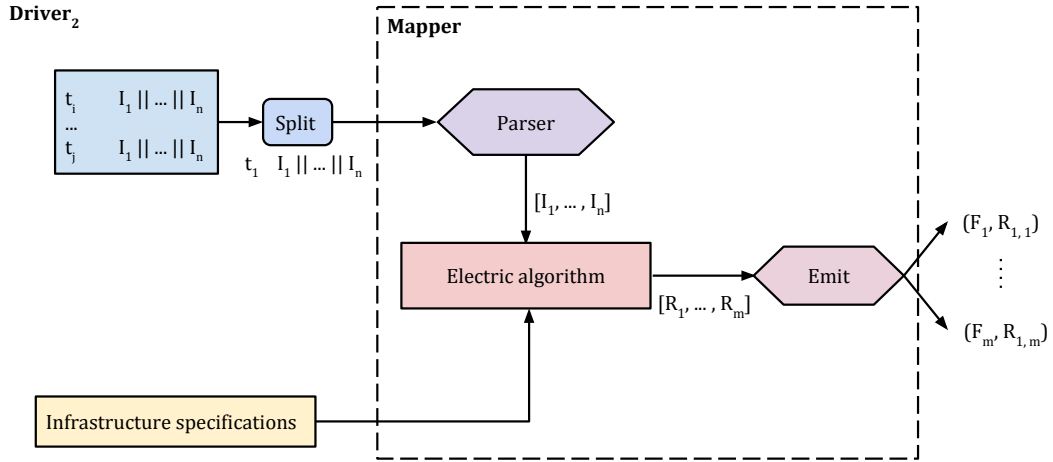 Driver₂
Mapper
tᵢ I₁ || ... || Iₙ
...
tⱼ I₁ || ... || Iₙ
Split
t₁ I₁ || ... || Iₙ
Parser
[I₁, ... , Iₙ]
Electric algorithm
[R₁, ... , Rₘ]
Emit
(F₁, R₁,₁)
(Fₘ, R₁,ₘ)
Infrastructure specifications